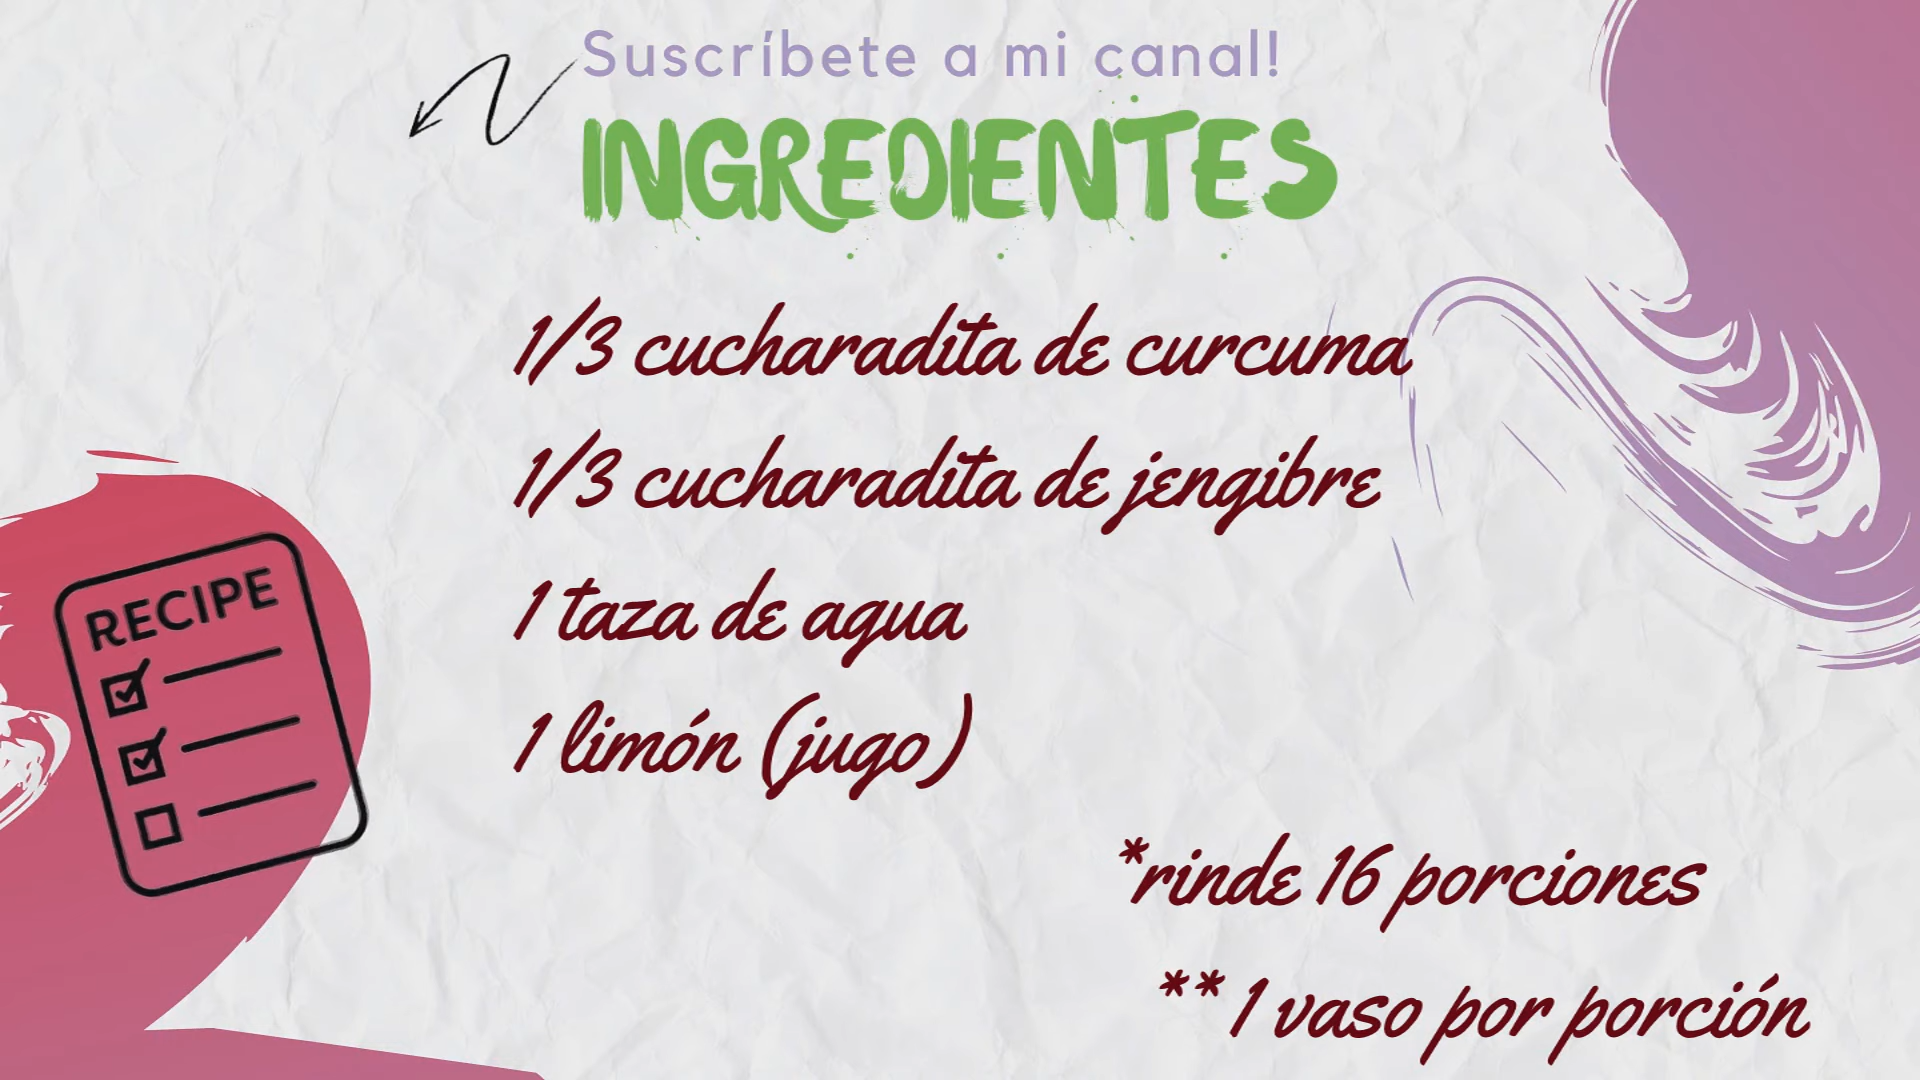 Suscríbete a mi canal!
INGREDIENTES
1/3 cucharadita de curcuma
1/3 cucharadita de jengibre
1 taza de agua
1 limón (jugo)
RECIPE
*rinde 16 porciones
** 1 vaso por porción